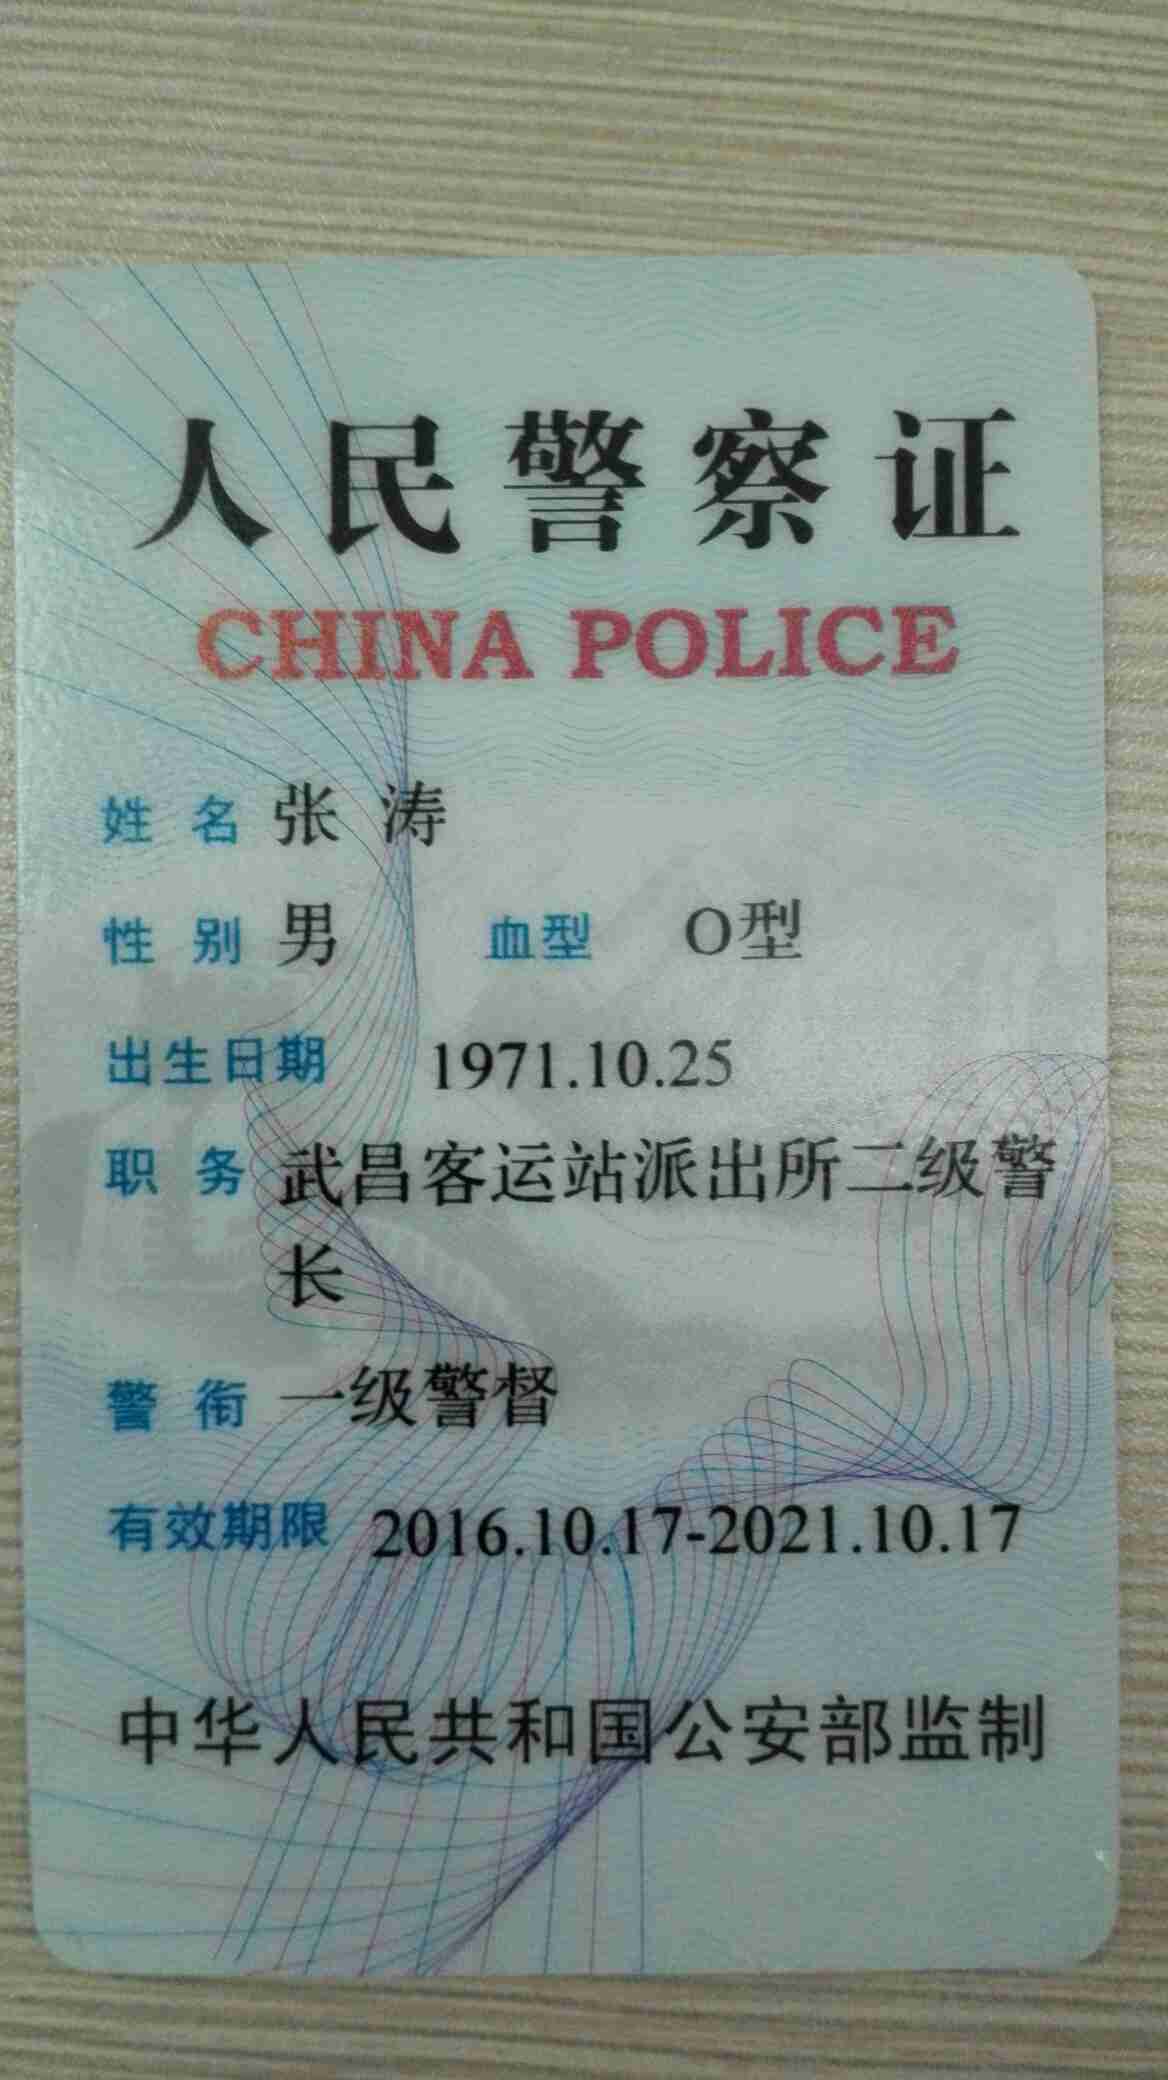 人民警察证
CHINA POLICE
姓 名 张 涛
性 别 男 血型 O型
出生日期 1971.10.25
职 务 武昌客运站派出所二级警
长
警 衔 一级警督
有效期限 2016.10.17-2021.10.17
中华人民共和国公安部监制